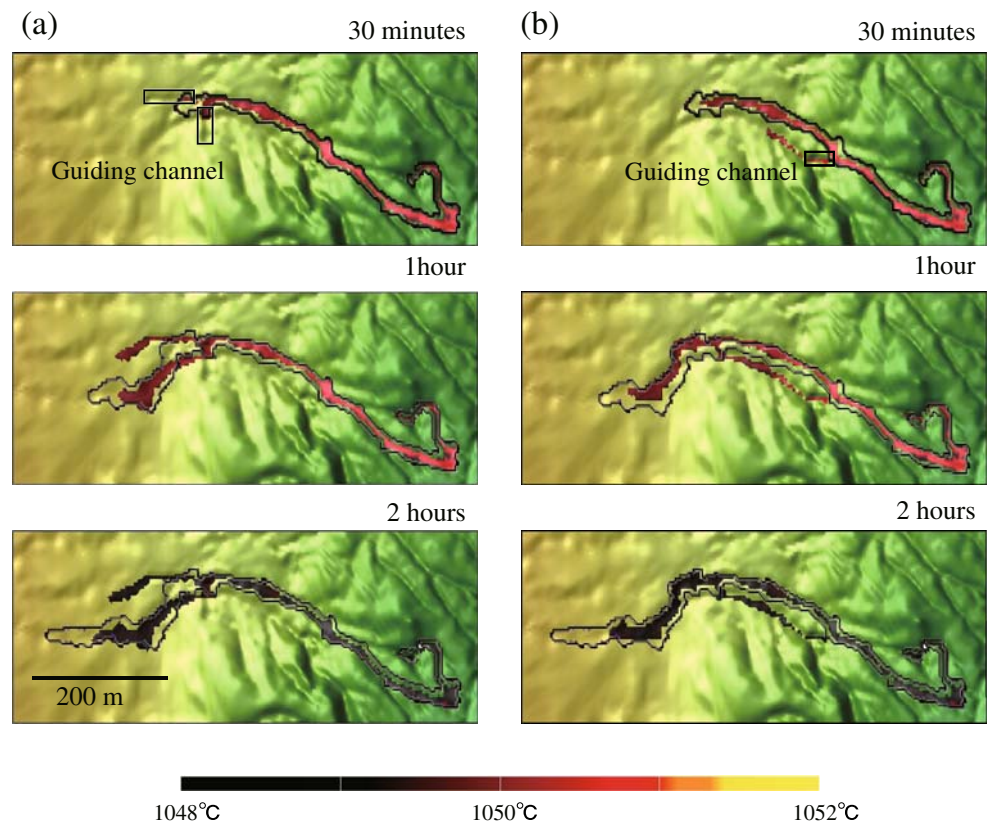 (a)
30 minutes
Guiding channel
1hour
2 hours
200 m
(b)
30 minutes
Guiding channel
1hour
2 hours
1048℃
1050℃
1052℃